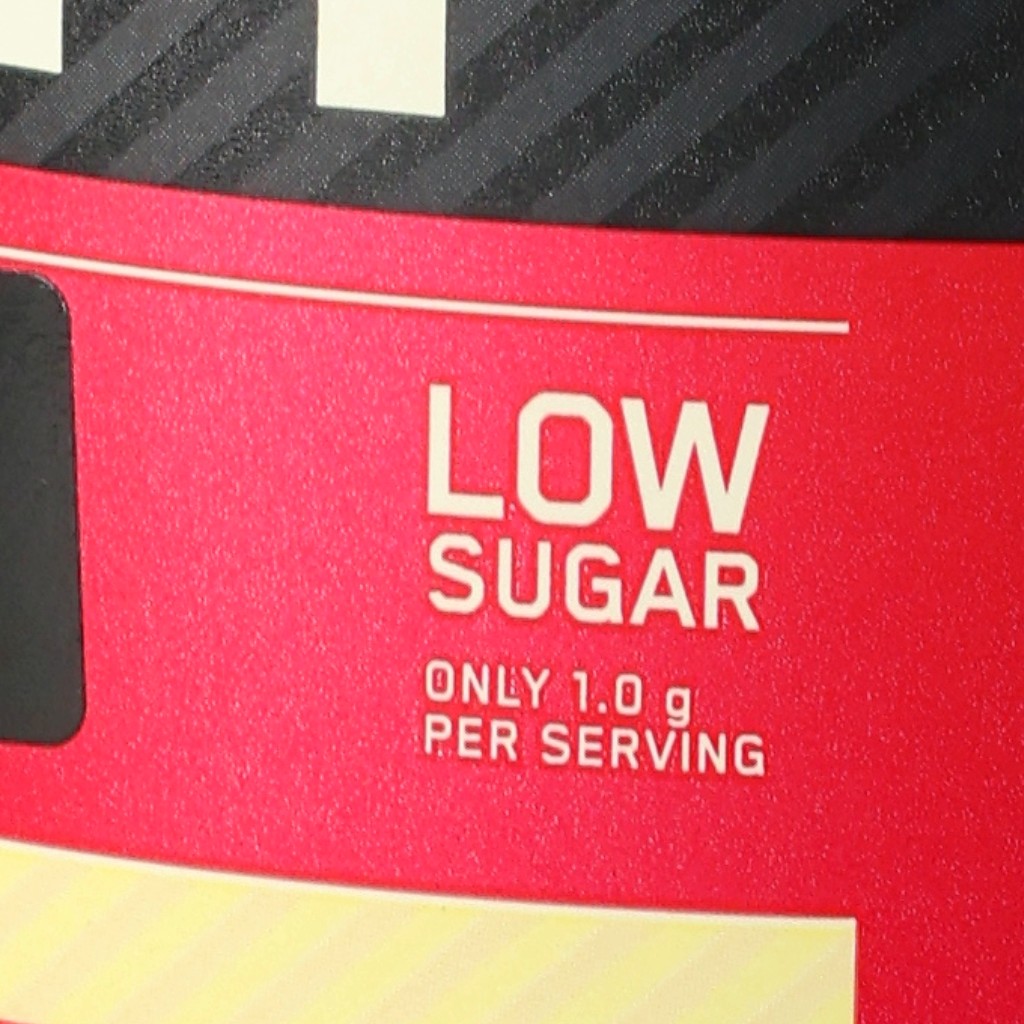 LOW
SUGAR
ONLY 1.0 g
PER SERVING